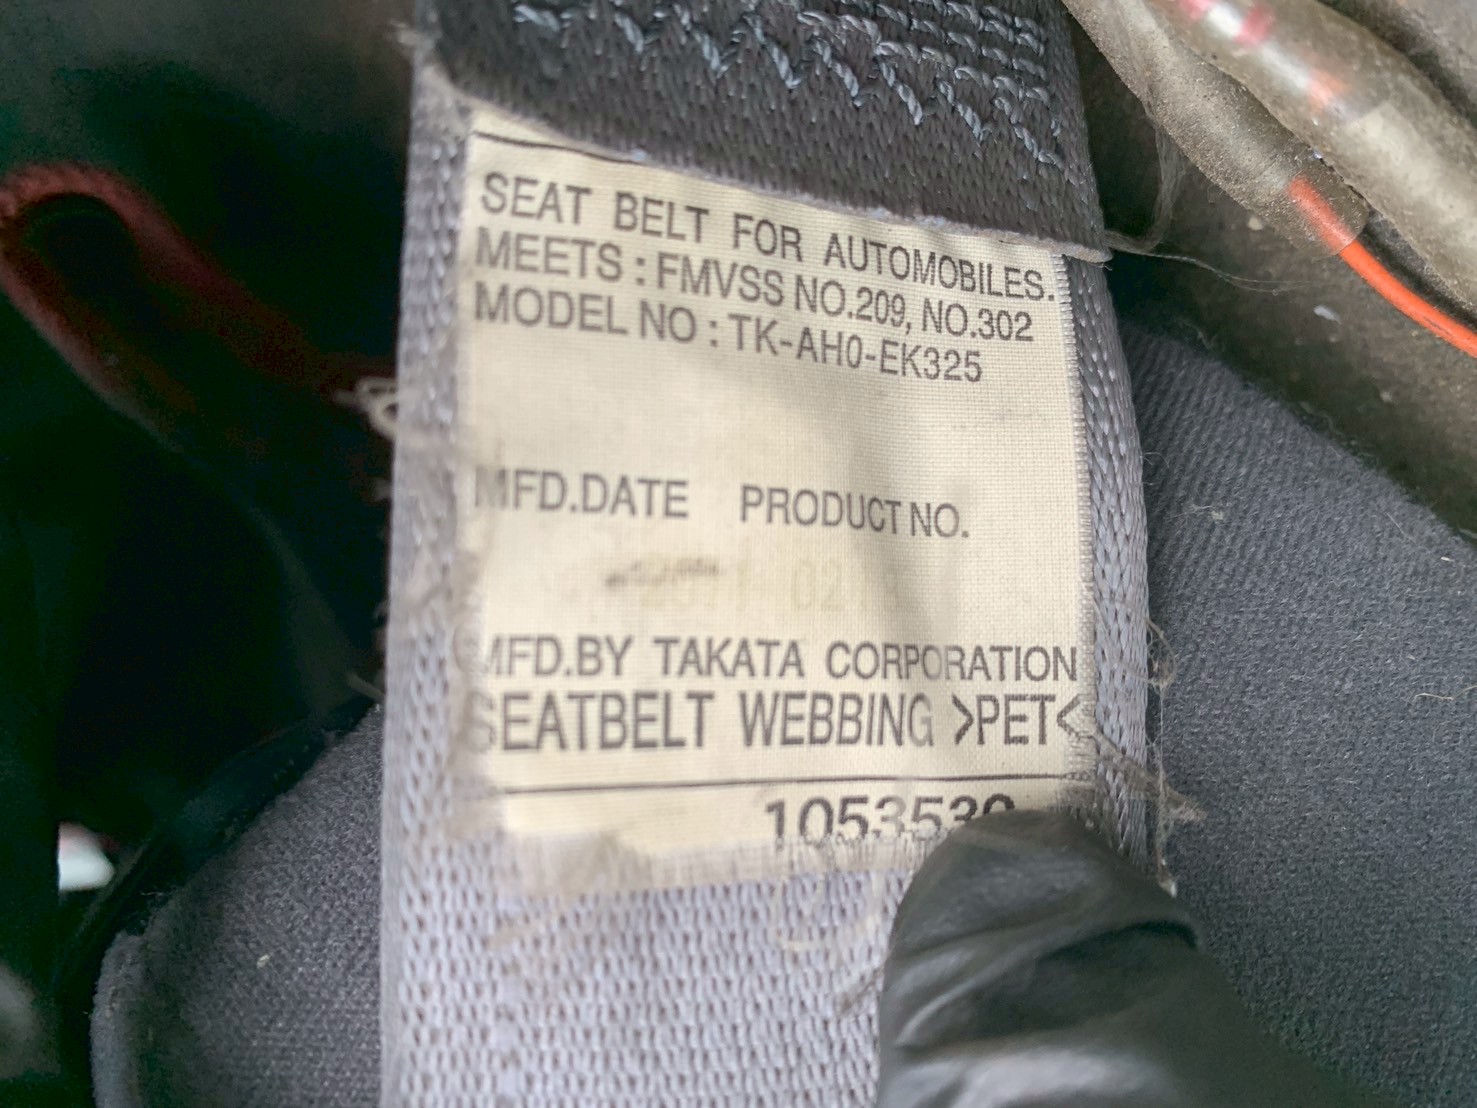 SEAT BELT FOR AUTOMOBILES.
MEETS : FMVSS NO.209, NO.302
MODEL NO : TK-AH0-EK325
MFD.DATE PRODUCT NO.
MFD.BY TAKATA CORPORATION
SEATBELT WEBBING >PET<